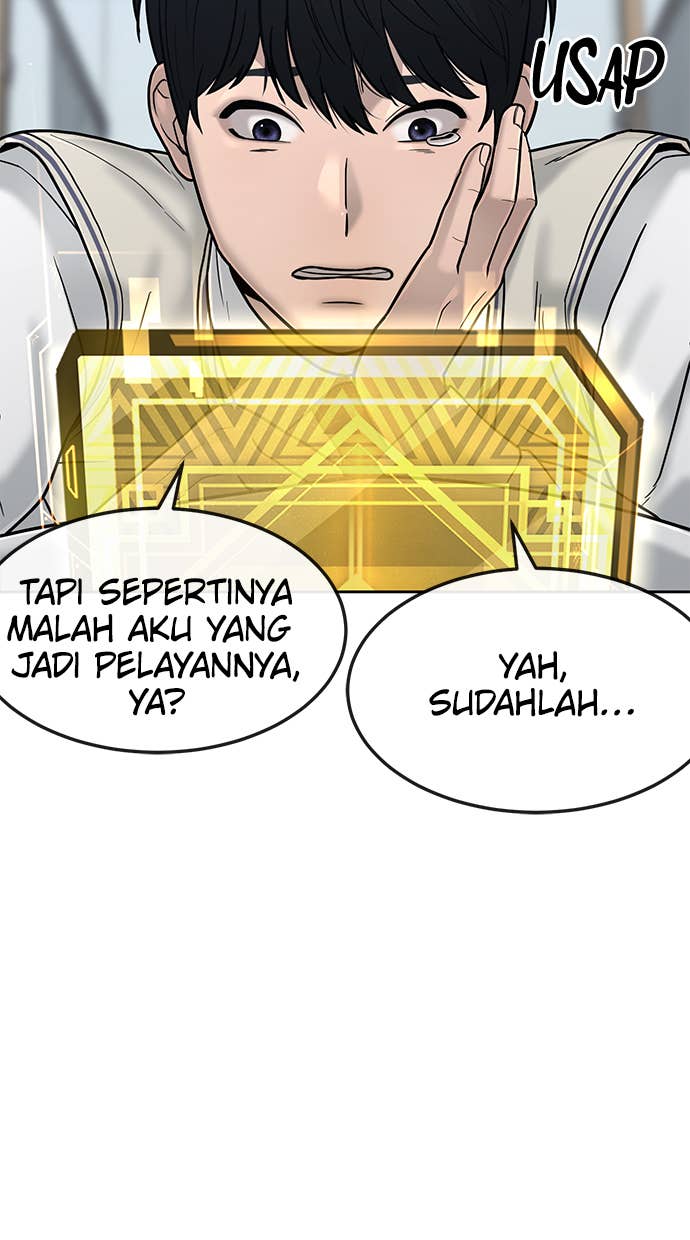 USAP
TAPI SEPERTINYA
MALAH AKU YANG
JADI PELAYANNYA,
YA?
YAH,
SUDAHLAH...